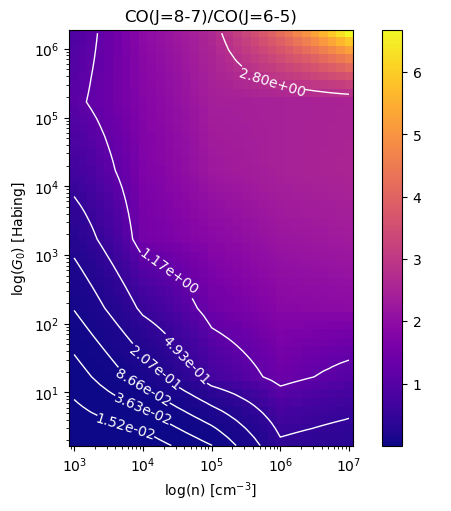 CO(J=8-7)/CO(J=6-5)
10⁶
10⁵
10⁴
10³
10²
10¹
log(G₀) [Habing]
2.80e+00
1.17e+00
4.93e-01
2.07e-01
8.66e-02
3.63e-02
1.52e-02
10³ 10⁴ 10⁵ 10⁶ 10⁷
log(n) [cm⁻³]
6
5
4
3
2
1